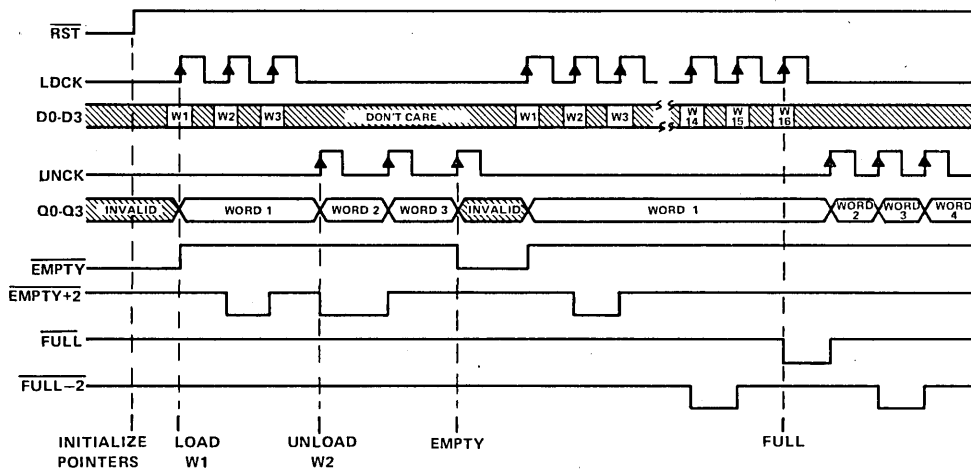 RST
LDCK
D0-D3 W1 W2 W3 DON'T CARE W1 W2 W3 W 14 W 15 W 16
UNCK
Q0-Q3 INVALID WORD 1 WORD 2 WORD 3 INVALID WORD 1 WORD 2 WORD 3 WORD 4
EMPTY
EMPTY+2
FULL
FULL-2
INITIALIZE POINTERS
LOAD W1
UNLOAD W2
EMPTY
FULL